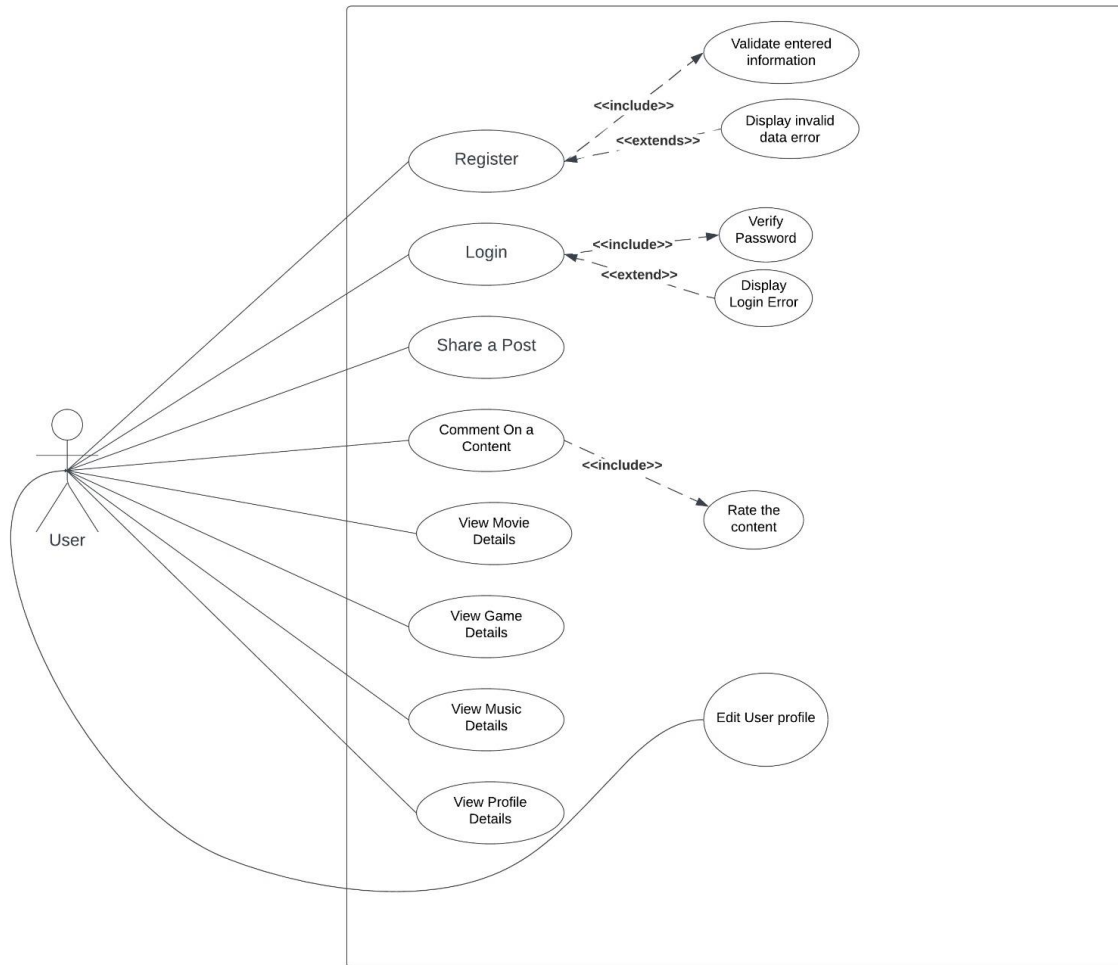 Validate entered
information
<<include>>
Display invalid
data error
<<extends>>
Register
Verify
Password
<<include>>
Login
<<extend>>
Display
Login Error
Share a Post
Comment On a
Content
<<include>>
Rate the
content
View Movie
Details
User
View Game
Details
View Music
Details
Edit User profile
View Profile
Details